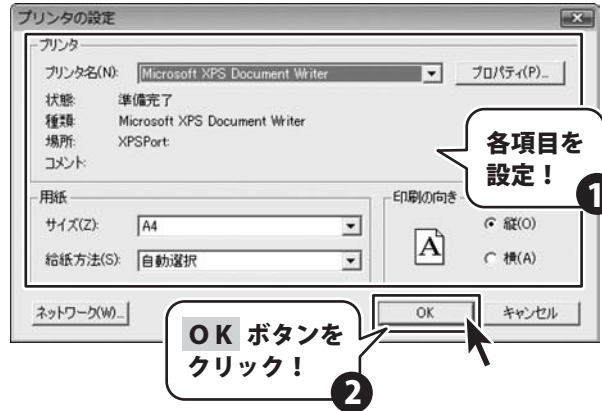 プリンタの設定
プリンタ
プリンタ名(N): Microsoft XPS Document Writer プロパティ(P)...
状態: 準備完了
種類: Microsoft XPS Document Writer
場所: XPSPort:
コメント:
各項目を
設定！
1
用紙
サイズ(Z): A4
給紙方法(S): 自動選択
印刷の向き
A
縦(O)
横(A)
ネットワーク(W)...
OK
キャンセル
OK ボタンを
クリック！
2